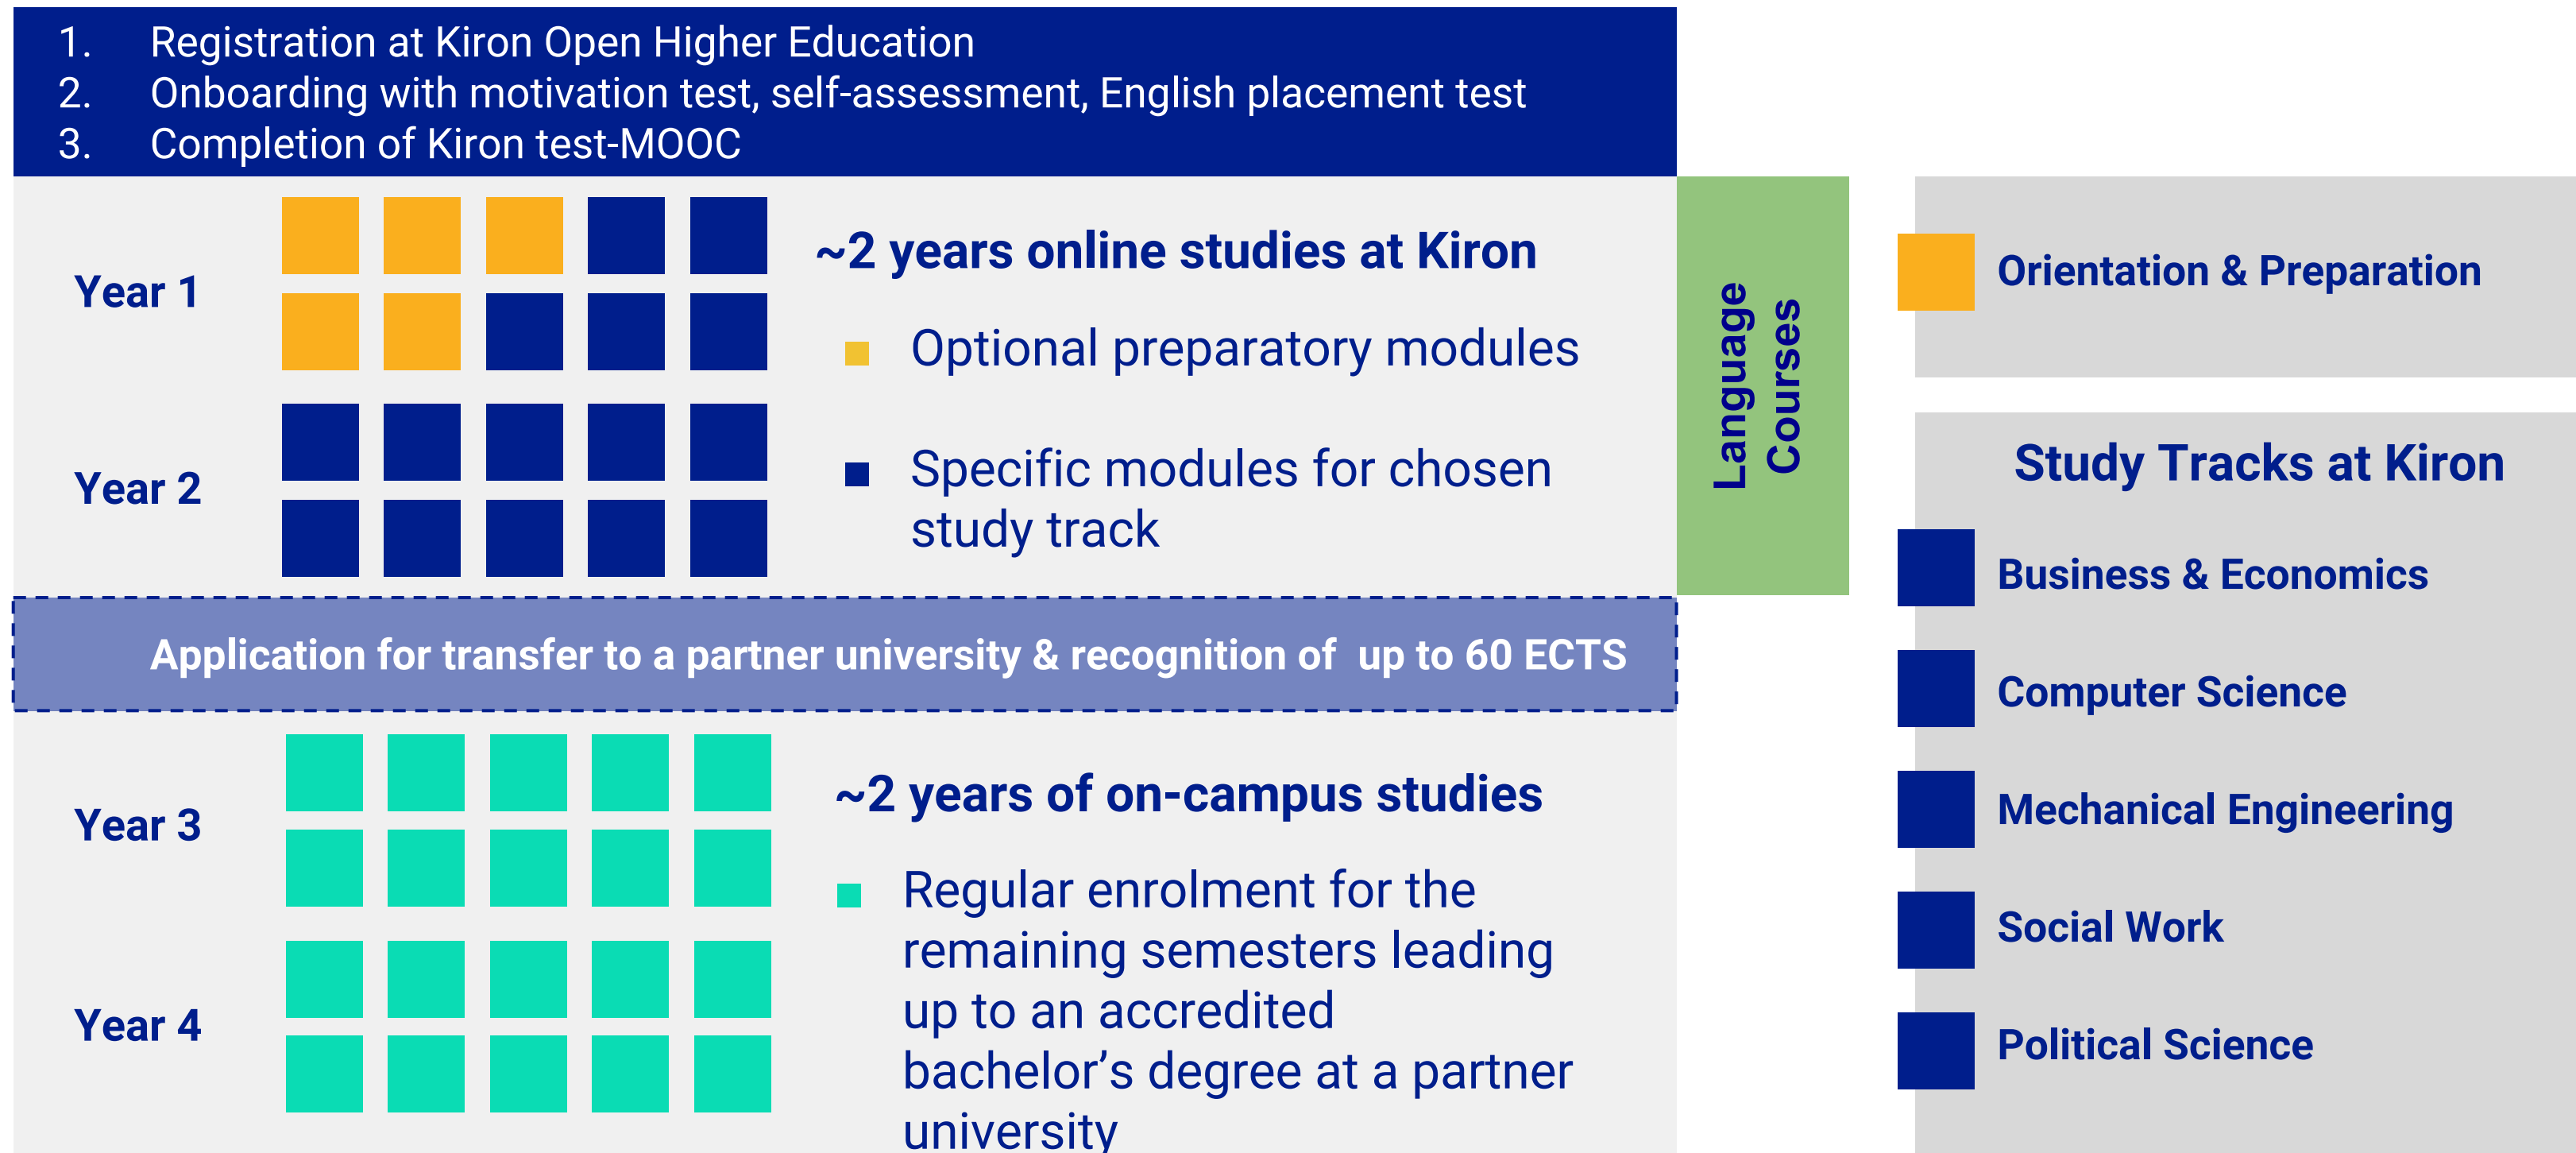 1. Registration at Kiron Open Higher Education
2. Onboarding with motivation test, self-assessment, English placement test
3. Completion of Kiron test-MOOC
Year 1
~2 years online studies at Kiron
Optional preparatory modules
Year 2
Specific modules for chosen
study track
Language
Courses
Application for transfer to a partner university & recognition of  up to 60 ECTS
Year 3
~2 years of on-campus studies
Regular enrolment for the
remaining semesters leading
up to an accredited
bachelor’s degree at a partner
university
Year 4
Orientation & Preparation
Study Tracks at Kiron
Business & Economics
Computer Science
Mechanical Engineering
Social Work
Political Science